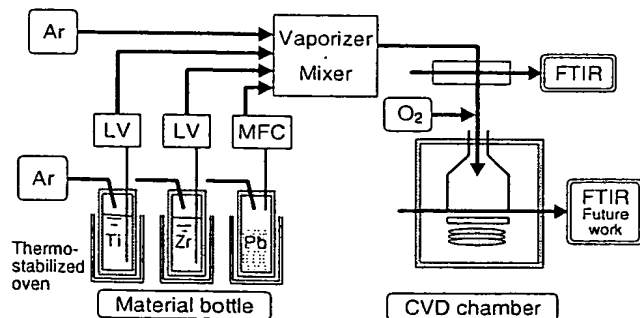 Ar
Vaporizer
Mixer
FTIR
O2
LV
LV
MFC
Ar
FTIR
Future
work
Ti
Zr
Pb
Thermo-
stabilized
oven
Material bottle
CVD chamber